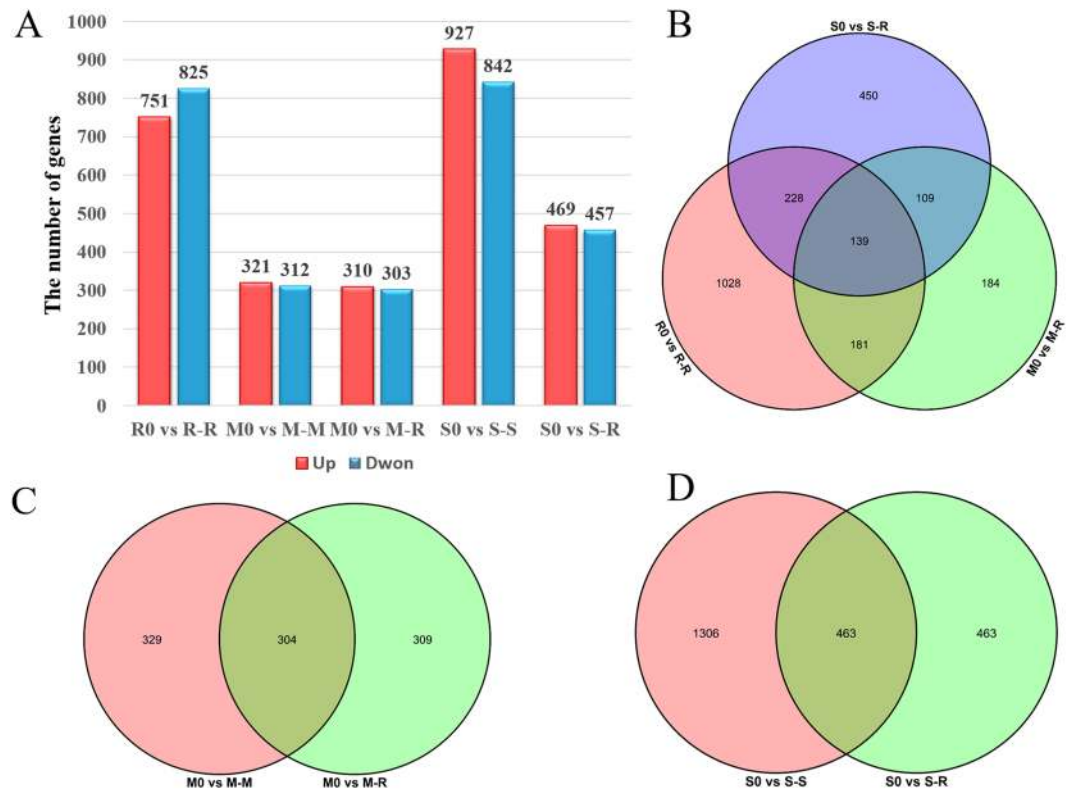 A
1000
900
800
700
600
500
400
300
200
100
0
The number of genes
751
825
321
312
310
303
927
842
469
457
R0 vs R-R
M0 vs M-M
M0 vs M-R
S0 vs S-S
S0 vs S-R
Up
Dwon
B
S0 vs S-R
450
228
109
139
1028
184
181
R0 vs R-R
M0 vs M-R
C
329
304
309
M0 vs M-M
M0 vs M-R
D
1306
463
463
S0 vs S-S
S0 vs S-R